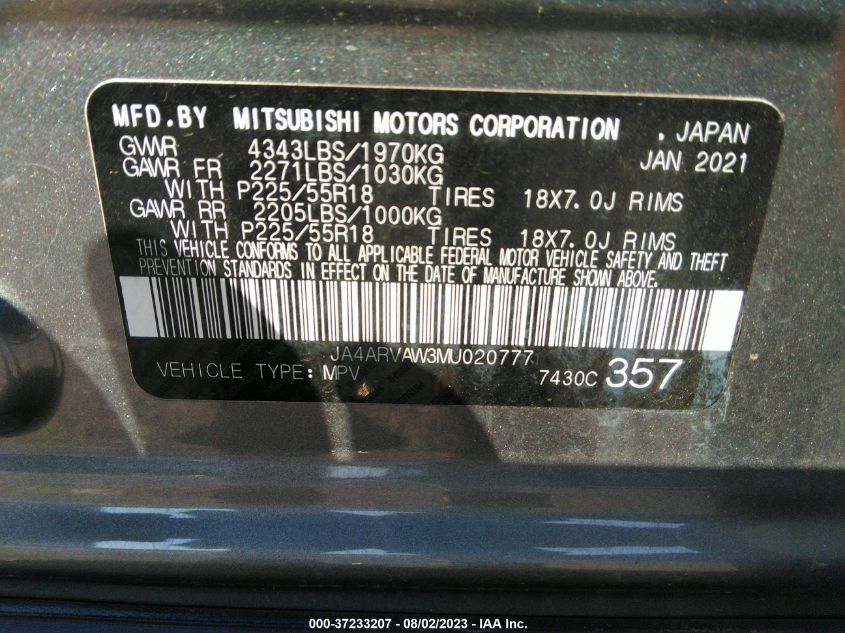 MFD.BY MITSUBISHI MOTORS CORPORATION . JAPAN
GVWR 4343LBS/1970KG JAN 2021
GAWR FR 2271LBS/1030KG
WITH P225/55R18 TIRES 18X7.0J RIMS
GAWR RR 2205LBS/1000KG
WITH P225/55R18 TIRES 18X7.0J RIMS
THIS VEHICLE CONFORMS TO ALL APPLICABLE FEDERAL MOTOR VEHICLE SAFETY AND THEFT
PREVENTION STANDARDS IN EFFECT ON THE DATE OF MANUFACTURE SHOWN ABOVE.
JA4ARVAW3MU020777
VEHICLE TYPE: MPV 7430C 357
000-37233207 - 08/02/2023 - IAA Inc.